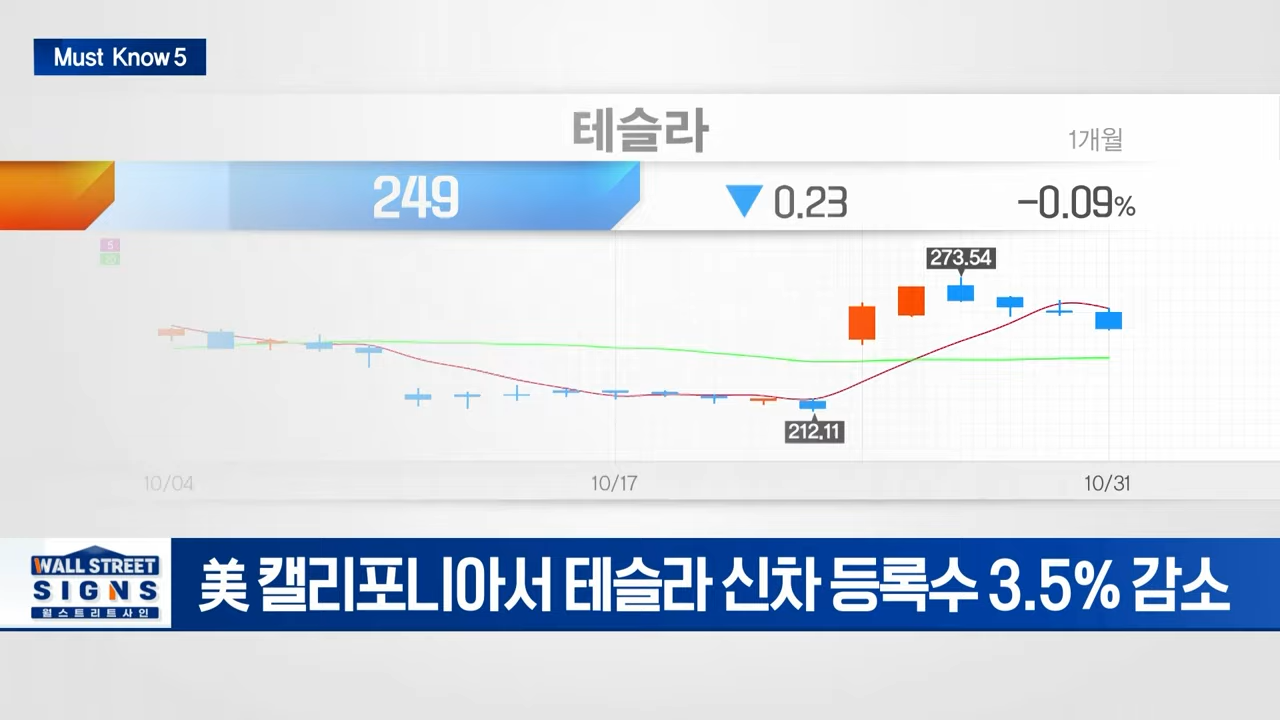 Must Know 5
테슬라
1개월
249
▼ 0.23
-0.09%
5
20
273.54
212.11
10/04
10/17
10/31
WALL STREET
SIGNS
월스트리트사인
美 캘리포니아서 테슬라 신차 등록수 3.5% 감소